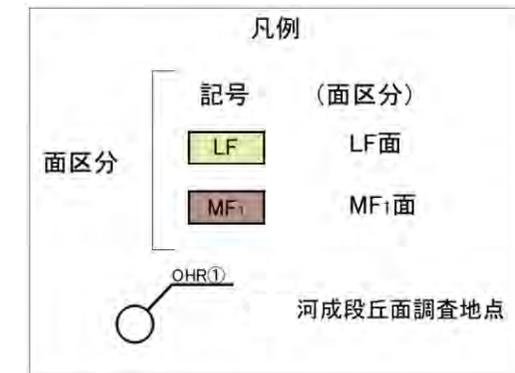 凡例
記号 (面区分)
面区分
LF LF面
MF1 MF1面
OHR①
河成段丘面調査地点